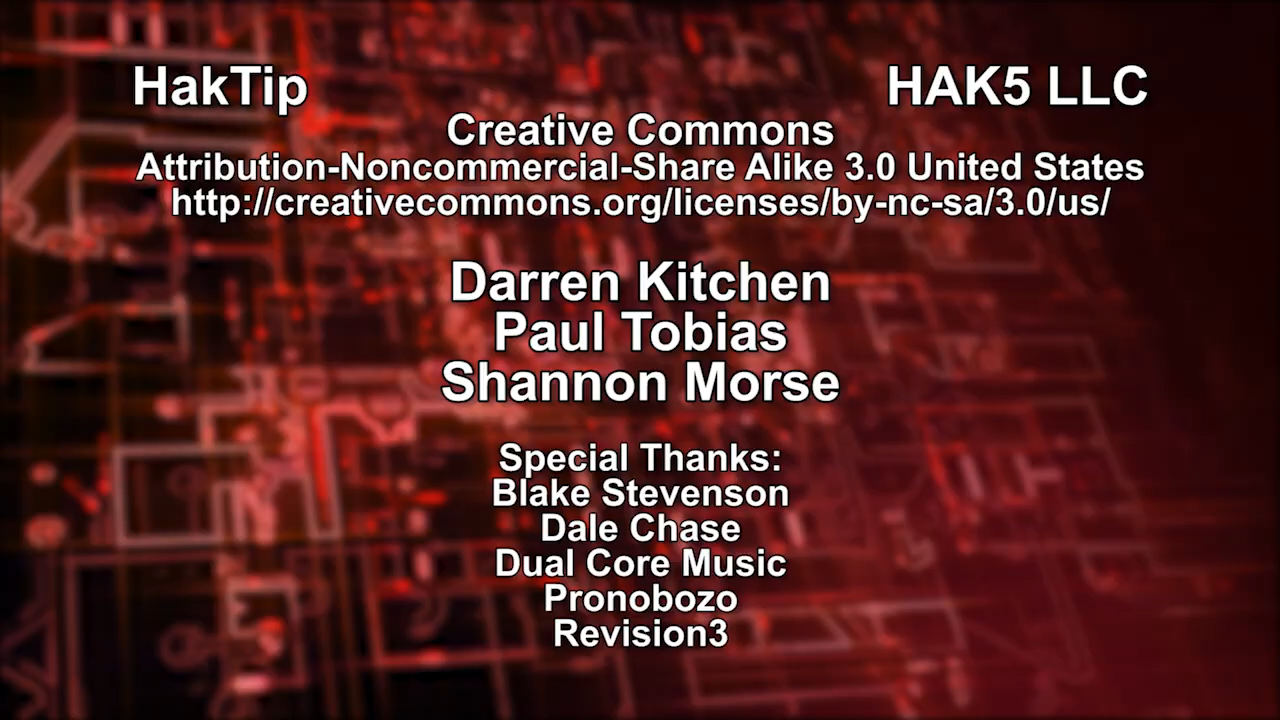 HakTip HAK5 LLC
Creative Commons
Attribution-Noncommercial-Share Alike 3.0 United States
http://creativecommons.org/licenses/by-nc-sa/3.0/us/
Darren Kitchen
Paul Tobias
Shannon Morse
Special Thanks:
Blake Stevenson
Dale Chase
Dual Core Music
Pronobozo
Revision3